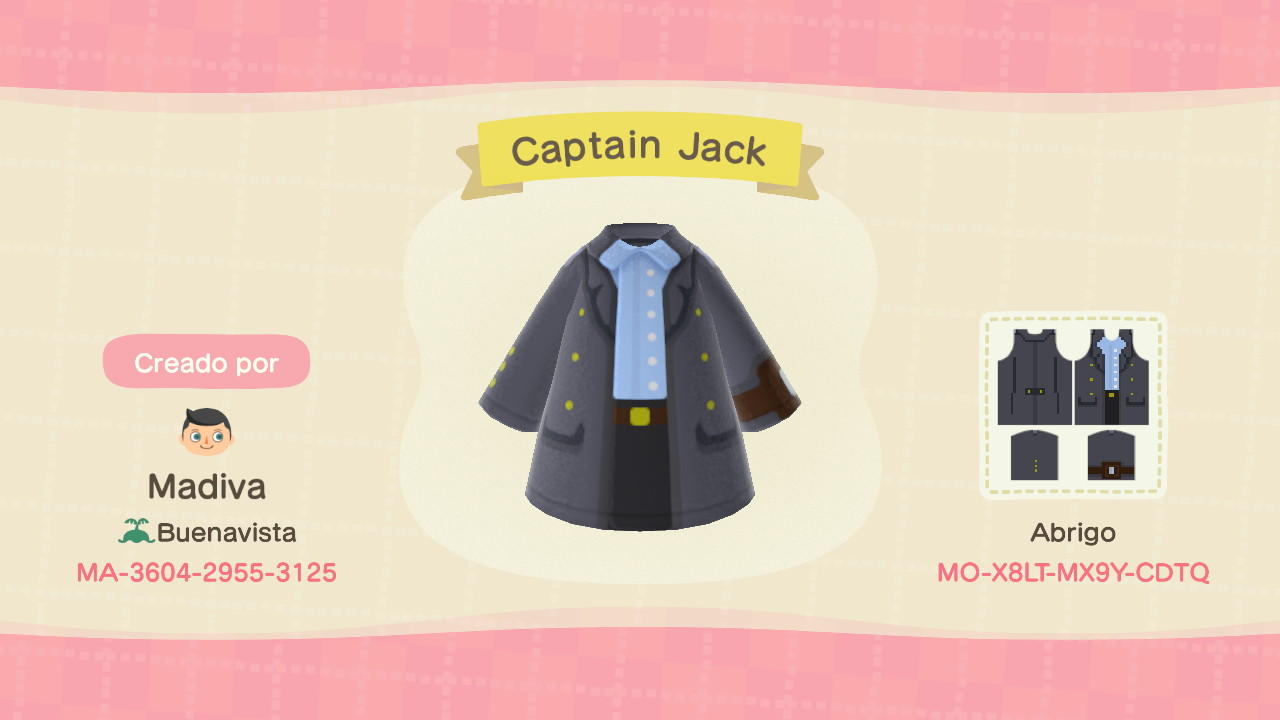 Captain Jack
Creado por
Madiva
Buenavista
MA-3604-2955-3125
Abrigo
MO-X8LT-MX9Y-CDTQ